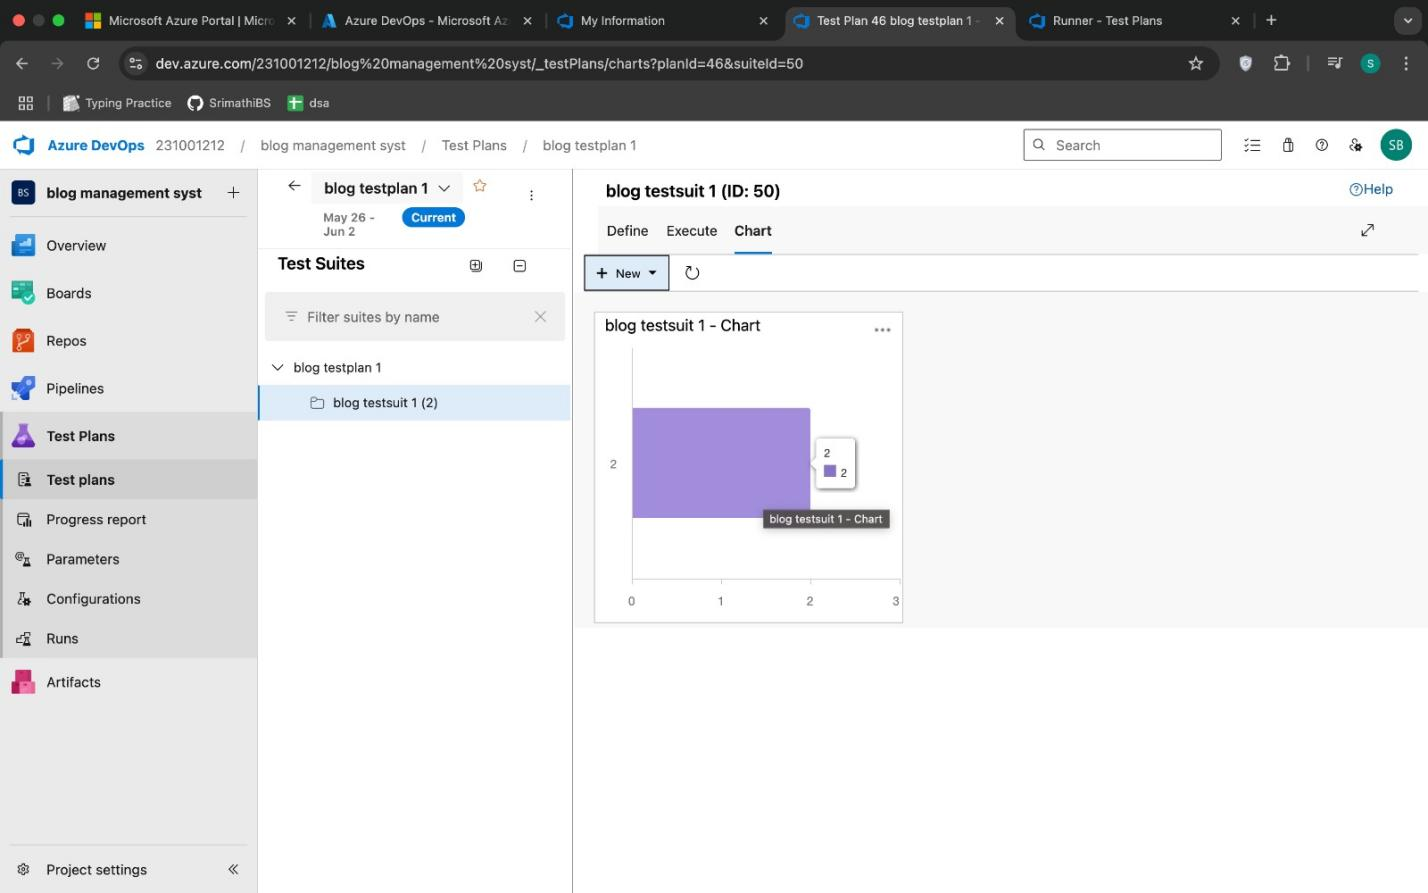 Microsoft Azure Portal | Micro
Azure DevOps - Microsoft Az
My Information
Test Plan 46 blog testplan 1 -
Runner - Test Plans
dev.azure.com/231001212/blog%20management%20syst/_testPlans/charts?planId=46&suiteId=50
S
Typing Practice
SrimathiBS
dsa
Azure DevOps 231001212 / blog management syst / Test Plans / blog testplan 1
Search
SB
BS blog management syst
Overview
Boards
Repos
Pipelines
Test Plans
Test plans
Progress report
Parameters
Configurations
Runs
Artifacts
Project settings
blog testplan 1
May 26 -
Jun 2
Current
Test Suites
Filter suites by name
blog testplan 1
blog testsuit 1 (2)
blog testsuit 1 (ID: 50)
Help
Define Execute Chart
New
blog testsuit 1 - Chart
2
2
2
blog testsuit 1 - Chart
0 1 2 3